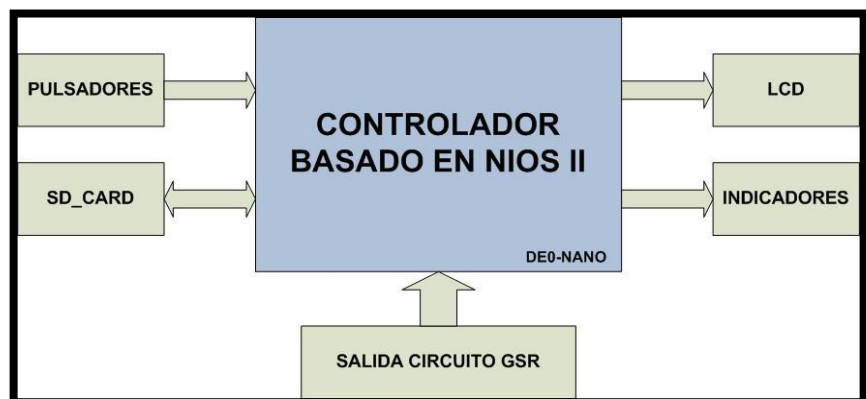 PULSADORES
SD_CARD
CONTROLADOR
BASADO EN NIOS II
DE0-NANO
LCD
INDICADORES
SALIDA CIRCUITO GSR